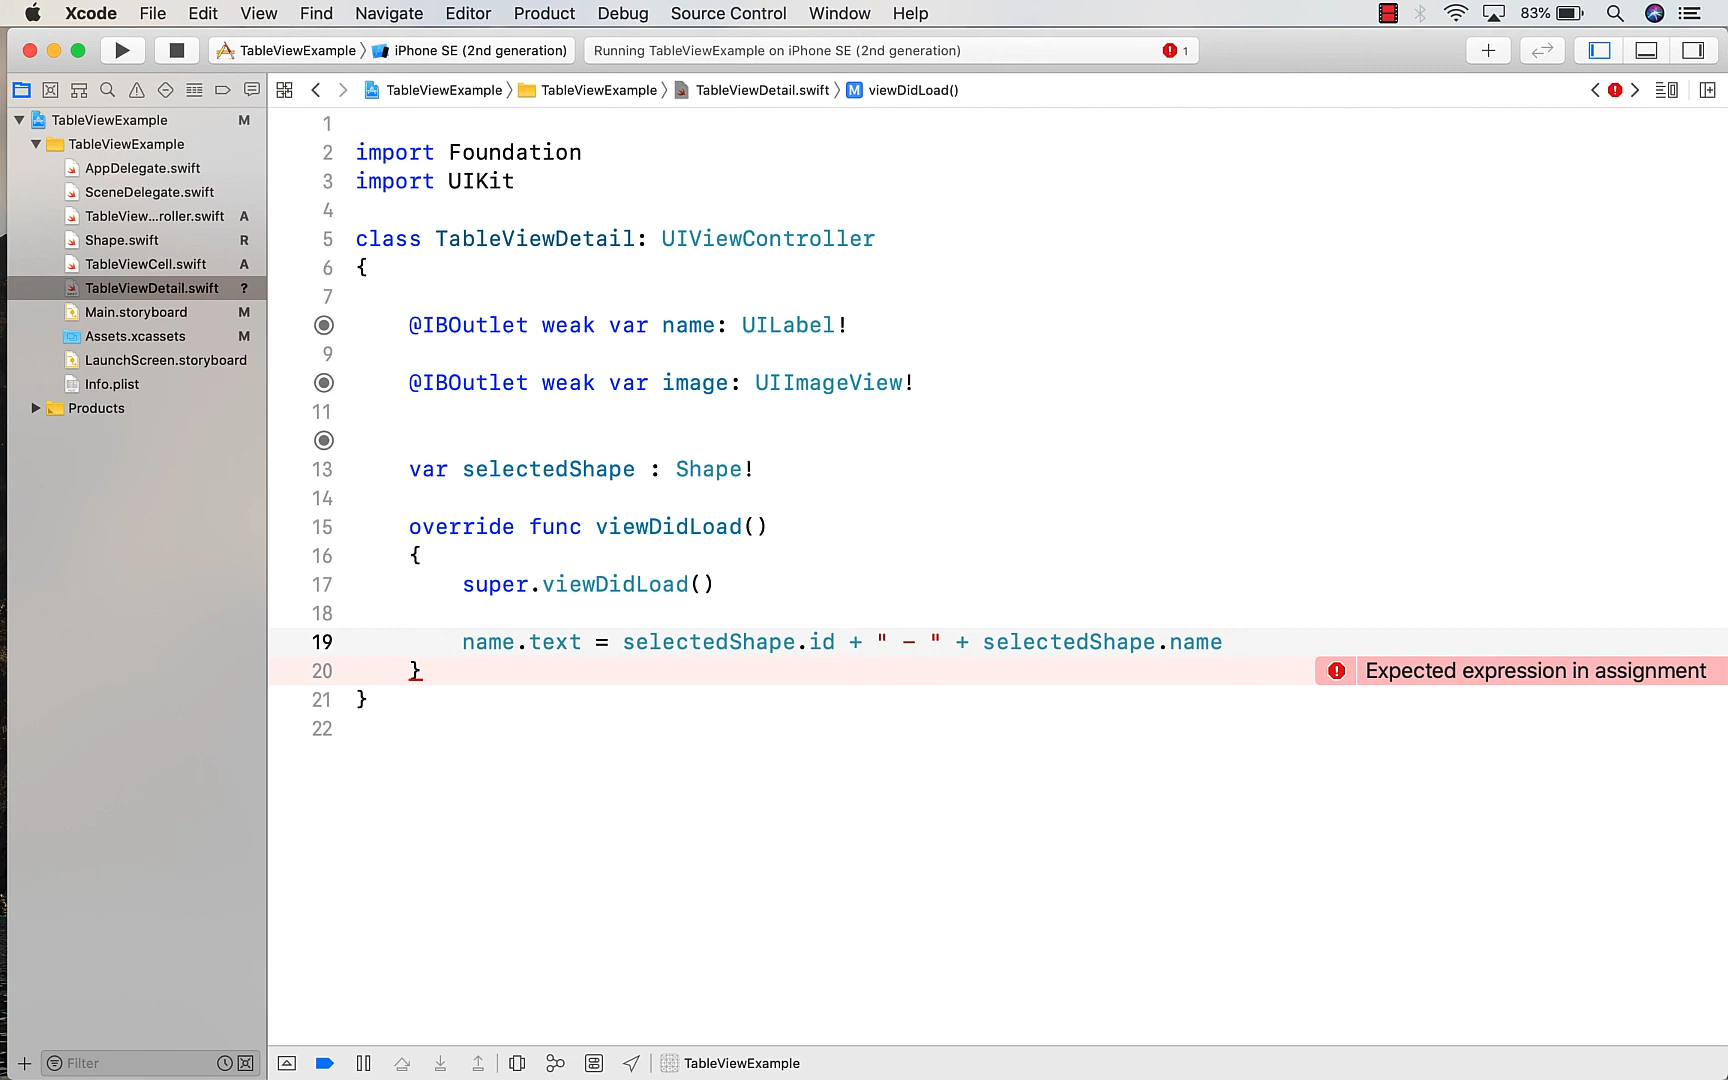 Xcode File Edit View Find Navigate Editor Product Debug Source Control Window Help 83%
TableViewExample iPhone SE (2nd generation) Running TableViewExample on iPhone SE (2nd generation) 1
TableViewExample TableViewExample TableViewDetail.swift M viewDidLoad()
TableViewExample M
TableViewExample
AppDelegate.swift
SceneDelegate.swift
TableView...roller.swift A
Shape.swift R
TableViewCell.swift A
TableViewDetail.swift ?
Main.storyboard M
Assets.xcassets M
LaunchScreen.storyboard
Info.plist
Products
1
2 import Foundation
3 import UIKit
4
5 class TableViewDetail: UIViewController
6 {
7
@IBOutlet weak var name: UILabel!
9
@IBOutlet weak var image: UIImageView!
11
13 var selectedShape : Shape!
14
15 override func viewDidLoad()
16 {
17 super.viewDidLoad()
18
19 name.text = selectedShape.id + " - " + selectedShape.name
20 } Expected expression in assignment
21 }
22
Filter TableViewExample